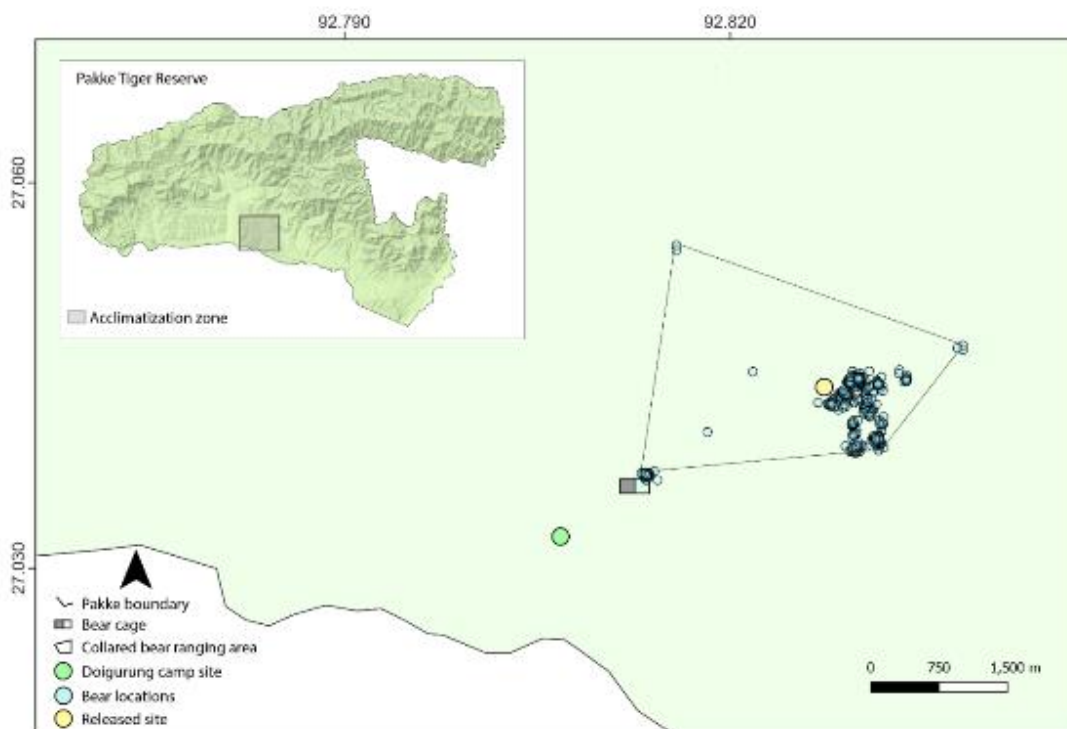 92.790 92.820
Pakke Tiger Reserve
27.060
Acclimatization zone
27.030
Pakke boundary
Bear cage
Collared bear ranging area
Doigurung camp site
Bear locations
Released site
0 750 1,500 m